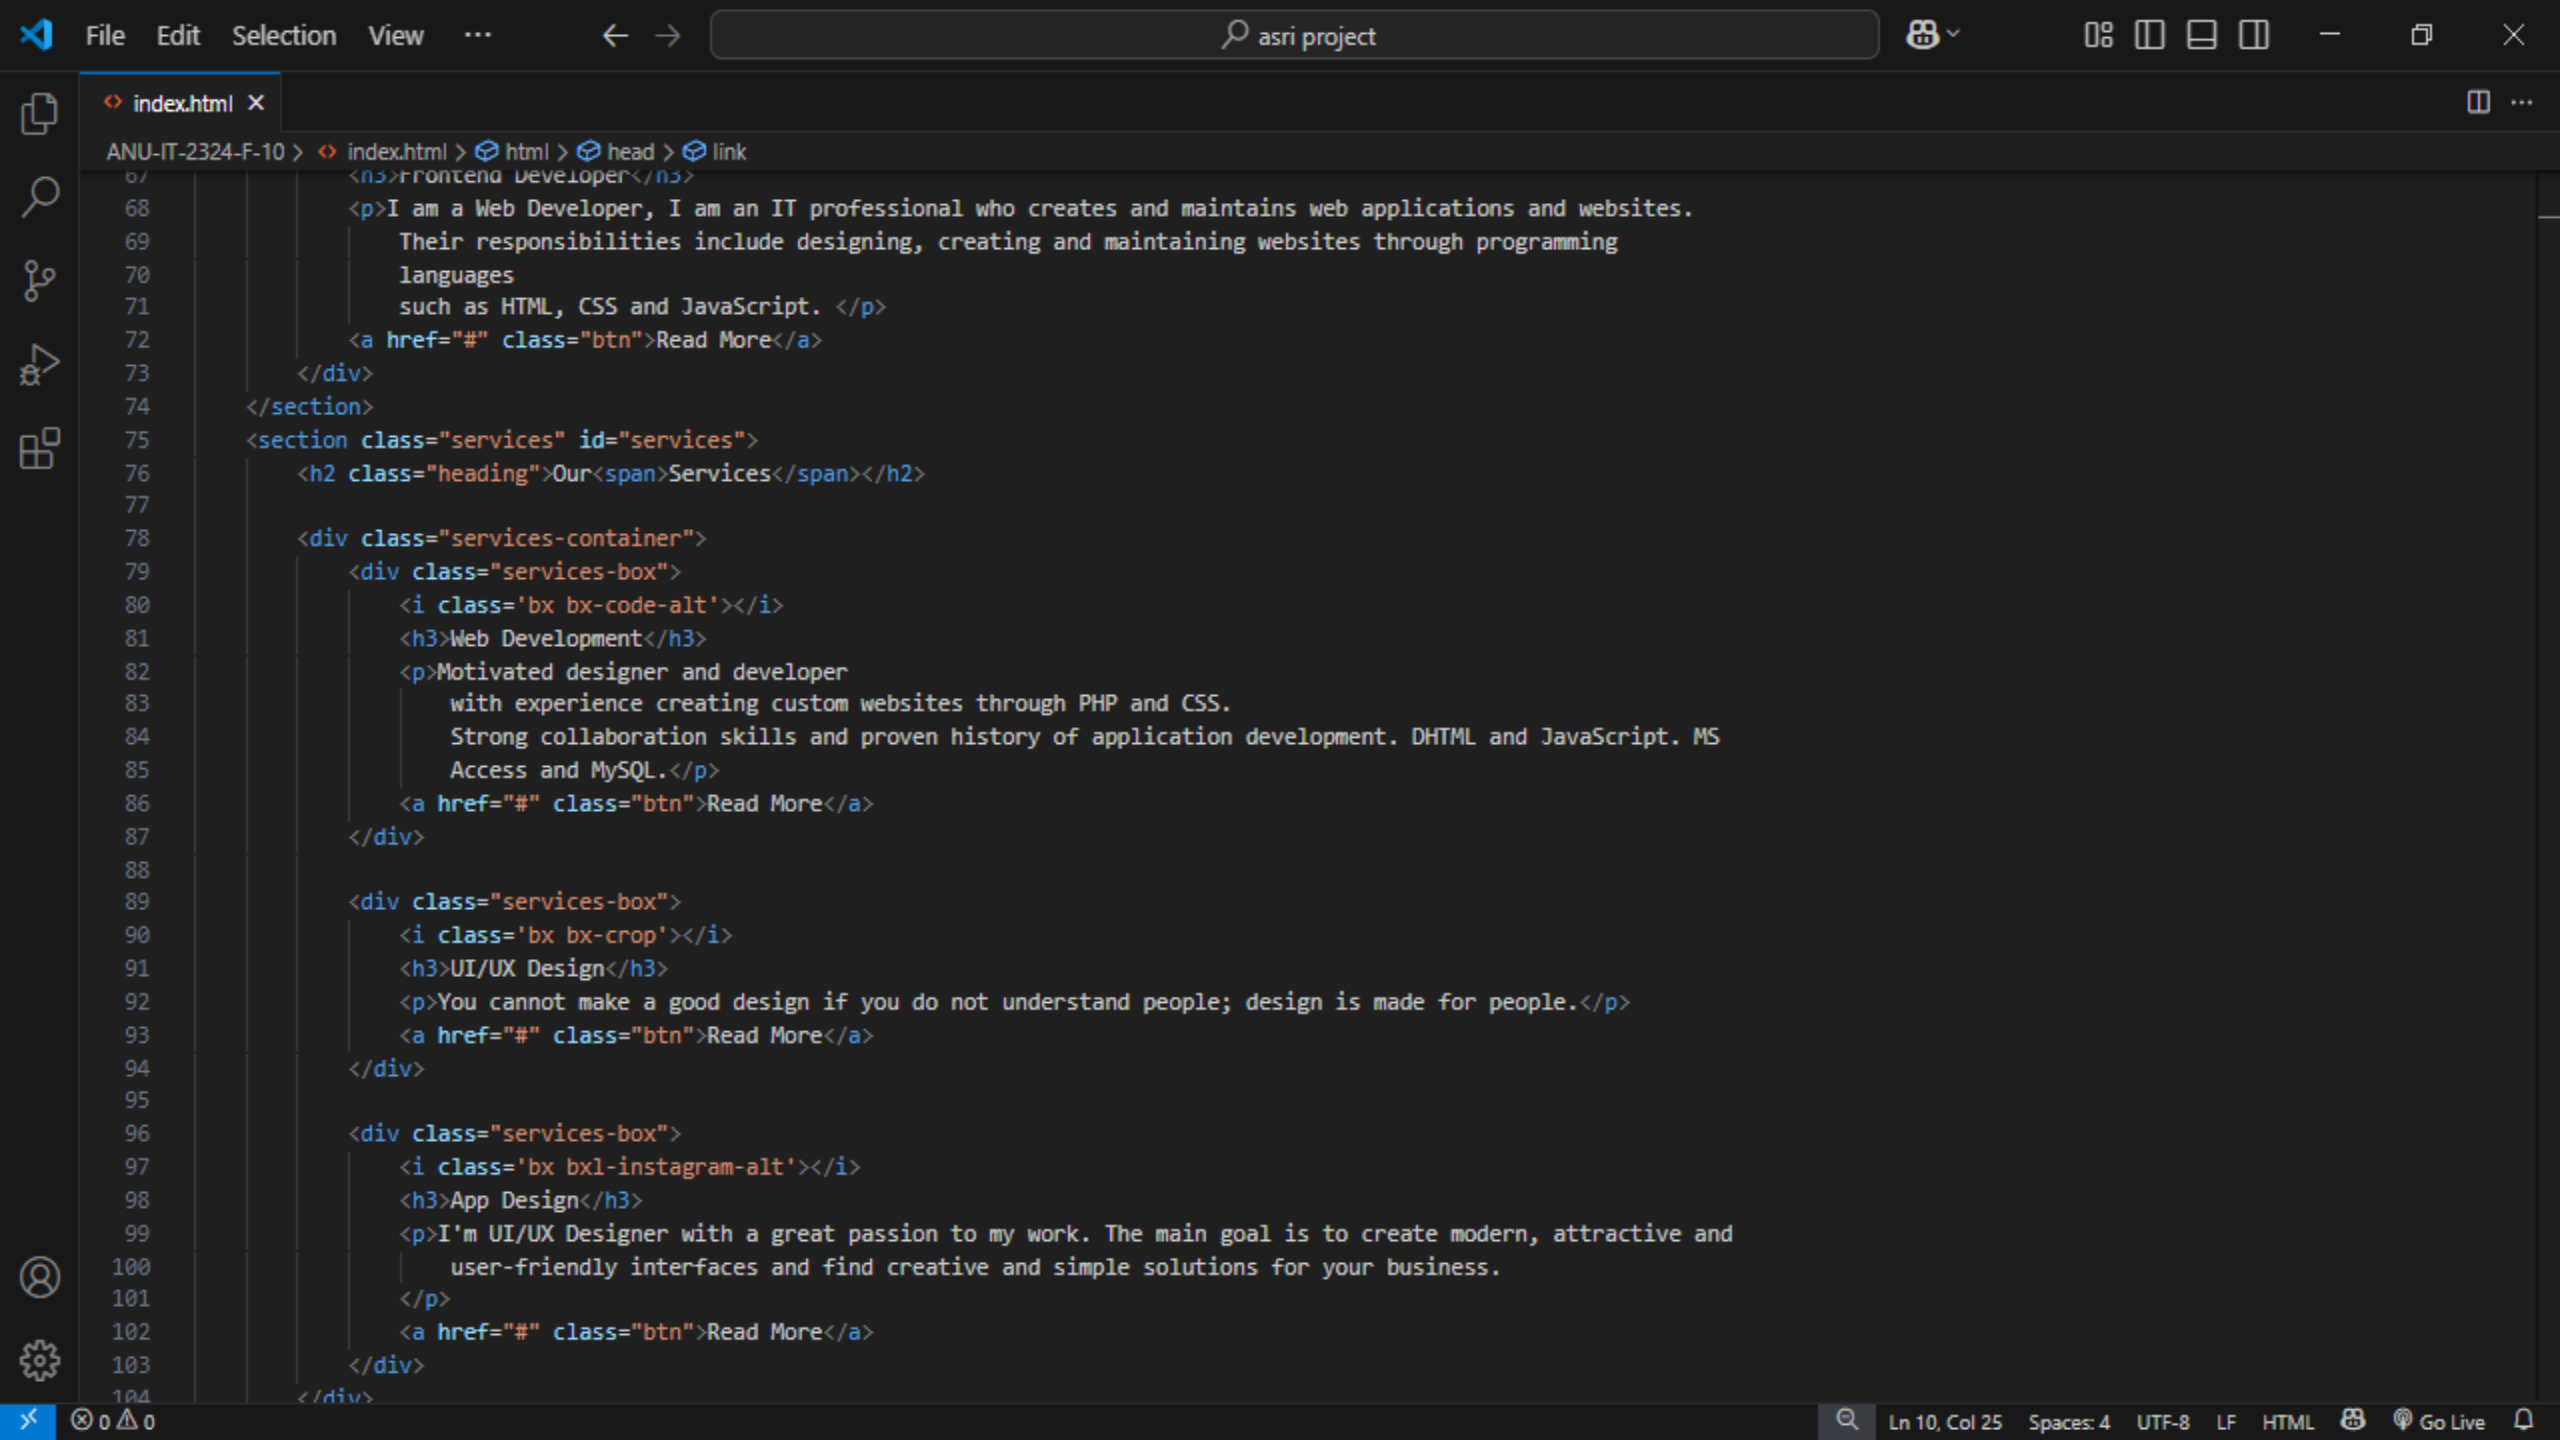 File Edit Selection View ... asri project
index.html
ANU-IT-2324-F-10 > index.html > html > head > link
67 <h3>Frontend Developer</h3>
68 <p>I am a Web Developer, I am an IT professional who creates and maintains web applications and websites.
69 Their responsibilities include designing, creating and maintaining websites through programming
70 languages
71 such as HTML, CSS and JavaScript. </p>
72 <a href="#" class="btn">Read More</a>
73 </div>
74 </section>
75 <section class="services" id="services">
76 <h2 class="heading">Our<span>Services</span></h2>
77
78 <div class="services-container">
79 <div class="services-box">
80 <i class='bx bx-code-alt'></i>
81 <h3>Web Development</h3>
82 <p>Motivated designer and developer
83 with experience creating custom websites through PHP and CSS.
84 Strong collaboration skills and proven history of application development. DHTML and JavaScript. MS
85 Access and MySQL.</p>
86 <a href="#" class="btn">Read More</a>
87 </div>
88
89 <div class="services-box">
90 <i class='bx bx-crop'></i>
91 <h3>UI/UX Design</h3>
92 <p>You cannot make a good design if you do not understand people; design is made for people.</p>
93 <a href="#" class="btn">Read More</a>
94 </div>
95
96 <div class="services-box">
97 <i class='bx bxl-instagram-alt'></i>
98 <h3>App Design</h3>
99 <p>I'm UI/UX Designer with a great passion to my work. The main goal is to create modern, attractive and
100 user-friendly interfaces and find creative and simple solutions for your business.
101 </p>
102 <a href="#" class="btn">Read More</a>
103 </div>
104 </div>
0 0 Ln 10, Col 25 Spaces: 4 UTF-8 LF HTML Go Live